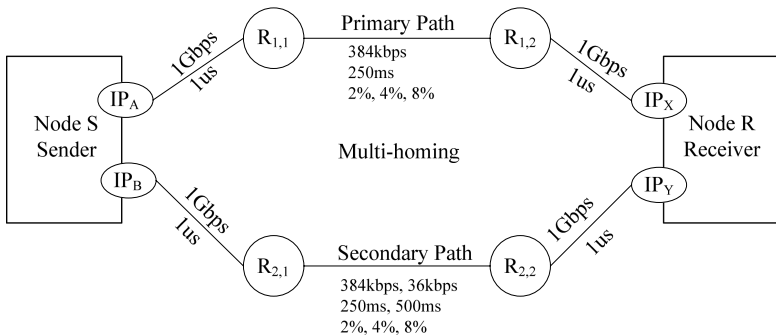 Primary Path
1Gbps
1us
R1,1
384kbps
250ms
2%, 4%, 8%
R1,2
1Gbps
1us
Node S
Sender
IPA
IPB
Multi-homing
IPX
IPY
Node R
Receiver
1Gbps
1us
R2,1
Secondary Path
384kbps, 36kbps
250ms, 500ms
2%, 4%, 8%
R2,2
1Gbps
1us